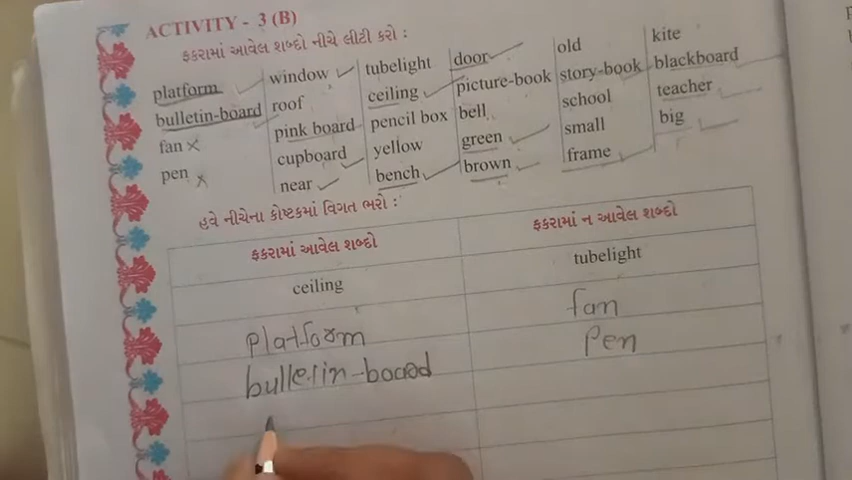 ACTIVITY - 3 (B)
ફકરામાં આવેલ શબ્દો નીચે લીટી કરો :
platform window tubelight door old kite
bulletin-board roof ceiling picture-book story-book blackboard
fan pink board pencil box bell school teacher
pen cupboard yellow green small big
near bench brown frame
હવે નીચેના કોષ્ટકમાં વિગત ભરો :
ફકરામાં આવેલ શબ્દો ફકરામાં ન આવેલ શબ્દો
ceiling tubelight
platform fan
bulletin-board pen